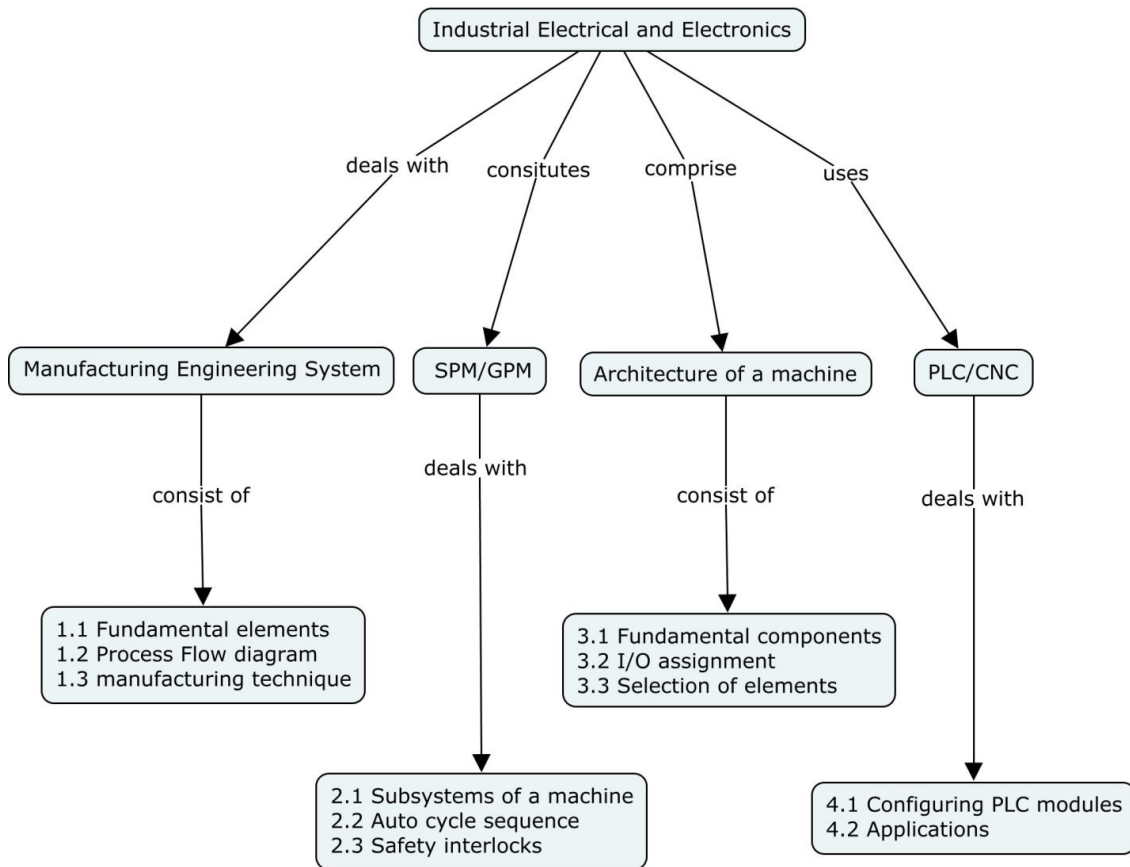 Industrial Electrical and Electronics
deals with
consitutes
comprise
uses
Manufacturing Engineering System
SPM/GPM
Architecture of a machine
PLC/CNC
consist of
deals with
consist of
deals with
1.1 Fundamental elements
1.2 Process Flow diagram
1.3 manufacturing technique
3.1 Fundamental components
3.2 I/O assignment
3.3 Selection of elements
2.1 Subsystems of a machine
2.2 Auto cycle sequence
2.3 Safety interlocks
4.1 Configuring PLC modules
4.2 Applications